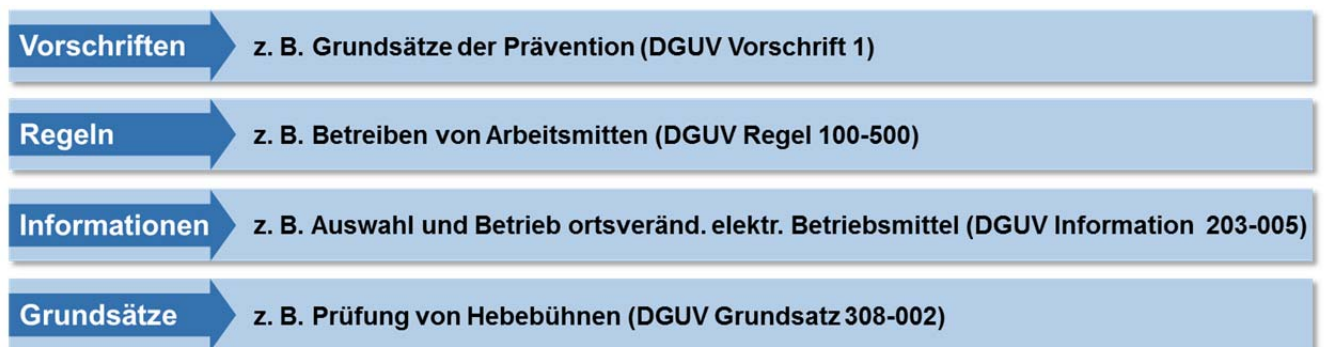 Vorschriften z. B. Grundsätze der Prävention (DGUV Vorschrift 1)
Regeln z. B. Betreiben von Arbeitsmitten (DGUV Regel 100-500)
Informationen z. B. Auswahl und Betrieb ortsveränd. elektr. Betriebsmittel (DGUV Information 203-005)
Grundsätze z. B. Prüfung von Hebebühnen (DGUV Grundsatz 308-002)